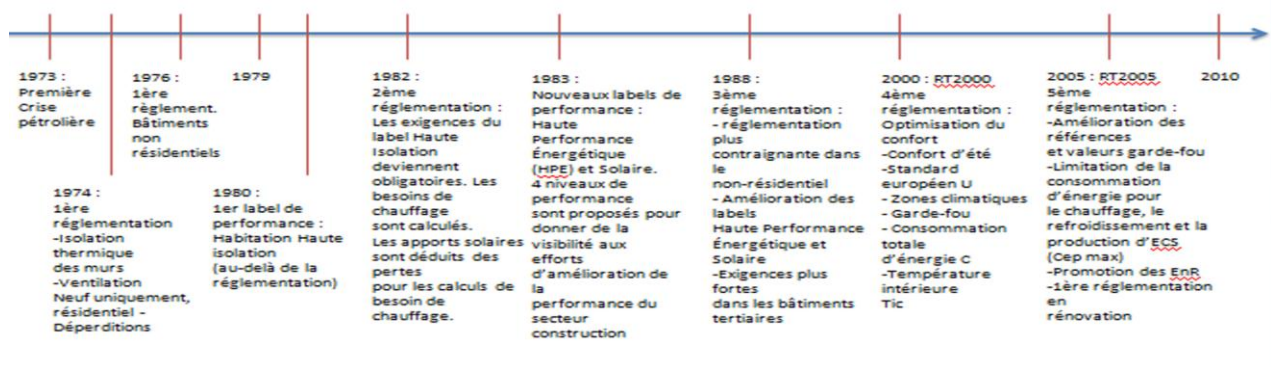 1973 :
Première
Crise
pétrolière
1974 :
1ère
réglementation
-Isolation
thermique
des murs
-Ventilation
Neuf uniquement,
résidentiel -
Déperditions
1976 :
1ère
règlement.
Bâtiments
non
résidentiels
1979
1980 :
1er label de
performance :
Habitation Haute
isolation
(au-delà de la
réglementation)
1982 :
2ème
réglementation :
Les exigences du
label Haute
Isolation
deviennent
obligatoires. Les
besoins de
chauffage
sont calculés.
Les apports solaires
sont déduits des
pertes
pour les calculs de
besoin de
chauffage.
1983 :
Nouveaux labels de
performance :
Haute
Performance
Énergétique
(HPE) et Solaire.
4 niveaux de
performance
sont proposés pour
donner de la
visibilité aux
efforts
d'amélioration de
la
performance du
secteur
construction
1988 :
3ème
réglementation :
- réglementation
plus
contraignante dans
le
non-résidentiel
- Amélioration des
labels
Haute Performance
Énergétique et
Solaire
-Exigences plus
fortes
dans les bâtiments
tertiaires
2000 : RT2000
4ème
réglementation :
Optimisation du
confort
-Confort d'été
-Standard
européen U
- Zones climatiques
- Garde-fou
- Consommation
totale
d'énergie C
-Température
intérieure
Tic
2005 : RT2005
5ème
réglementation :
-Amélioration des
références
et valeurs garde-fou
-Limitation de la
consommation
d'énergie pour
le chauffage, le
refroidissement et la
production d'ECS
(Cep max)
-Promotion des EnR
-1ère réglementation
en
rénovation
2010